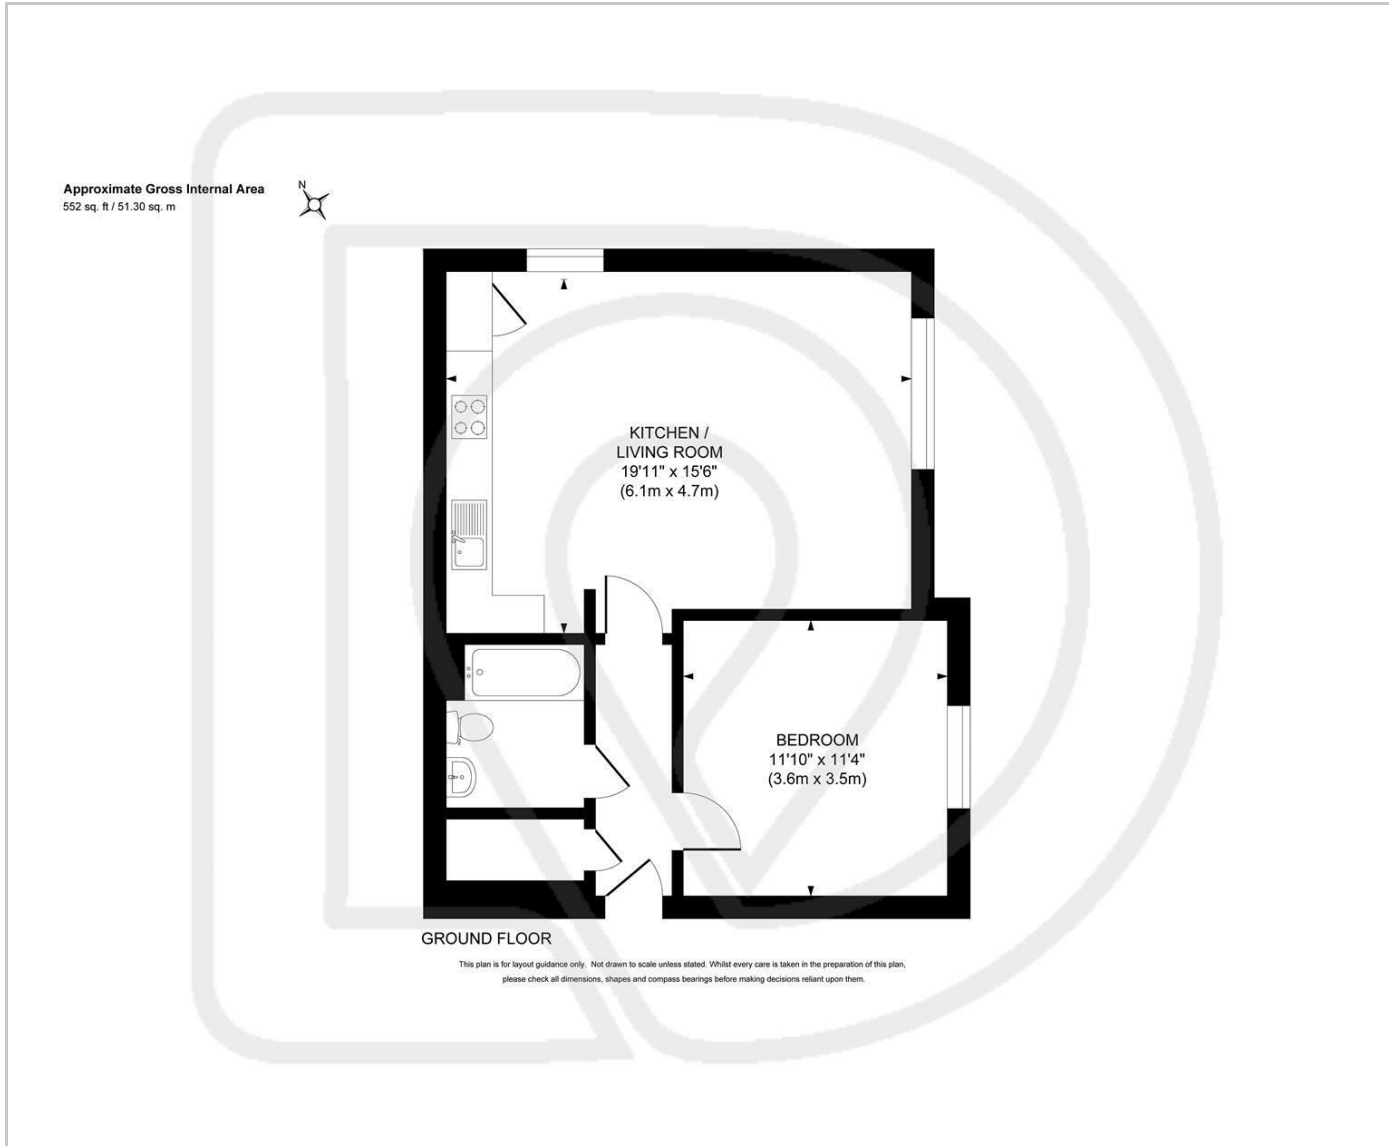 Approximate Gross Internal Area
552 sq. ft / 51.30 sq. m
N
KITCHEN /
LIVING ROOM
19'11" x 15'6"
(6.1m x 4.7m)
BEDROOM
11'10" x 11'4"
(3.6m x 3.5m)
GROUND FLOOR
This plan is for layout guidance only. Not drawn to scale unless stated. Whilst every care is taken in the preparation of this plan,
please check all dimensions, shapes and compass bearings before making decisions reliant upon them.